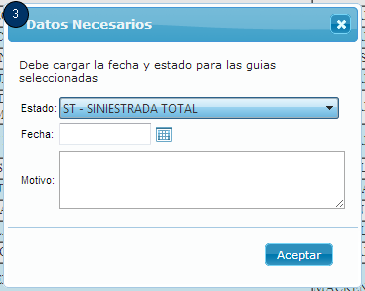 3
Datos Necesarios
Debe cargar la fecha y estado para las guias
seleccionadas
Estado: ST - SINIESTRADA TOTAL
Fecha:
Motivo:
Aceptar